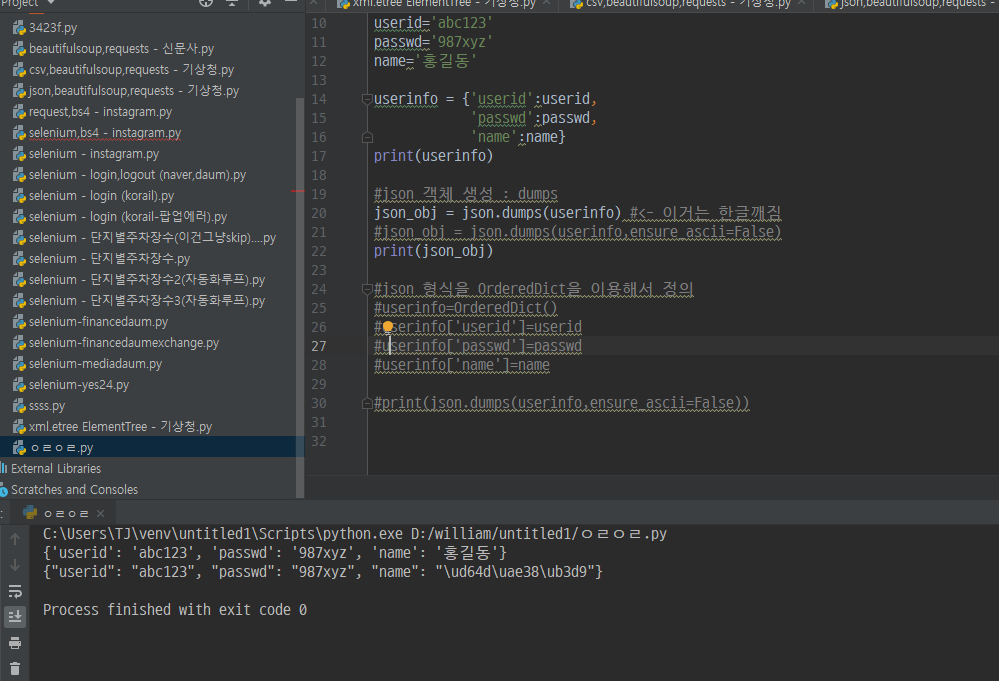 Project
xml.etree ElementTree - 기상청.py
csv,beautifulsoup,requests - 기상청.py
json,beautifulsoup,requests -
3423f.py
beautifulsoup,requests - 신문사.py
csv,beautifulsoup,requests - 기상청.py
json,beautifulsoup,requests - 기상청.py
request,bs4 - instagram.py
selenium,bs4 - instagram.py
selenium - instagram.py
selenium - login,logout (naver,daum).py
selenium - login (korail).py
selenium - login (korail-팝업에러).py
selenium - 단지별주차장수(이건그냥skip)....py
selenium - 단지별주차장수.py
selenium - 단지별주차장수2(자동화루프).py
selenium - 단지별주차장수3(자동화루프).py
selenium-financedaum.py
selenium-financedaumexchange.py
selenium-mediadaum.py
selenium-yes24.py
ssss.py
xml.etree ElementTree - 기상청.py
ㅇㄹㅇㄹ.py
External Libraries
Scratches and Consoles
10 userid='abc123'
11 passwd='987xyz'
12 name='홍길동'
13
14 userinfo = {'userid':userid,
15 'passwd':passwd,
16 'name':name}
17 print(userinfo)
18
19 #json 객체 생성 : dumps
20 json_obj = json.dumps(userinfo) #<- 이거는 한글깨짐
21 #json_obj = json.dumps(userinfo,ensure_ascii=False)
22 print(json_obj)
23
24 #json 형식을 OrderedDict을 이용해서 정의
25 #userinfo=OrderedDict()
26 #userinfo['userid']=userid
27 #userinfo['passwd']=passwd
28 #userinfo['name']=name
29
30 #print(json.dumps(userinfo,ensure_ascii=False))
31
32
: ㅇㄹㅇㄹ
C:\Users\TJ\venv\untitled1\Scripts\python.exe D:/william/untitled1/ㅇㄹㅇㄹ.py
{'userid': 'abc123', 'passwd': '987xyz', 'name': '홍길동'}
{"userid": "abc123", "passwd": "987xyz", "name": "\ud64d\uae38\ub3d9"}
Process finished with exit code 0